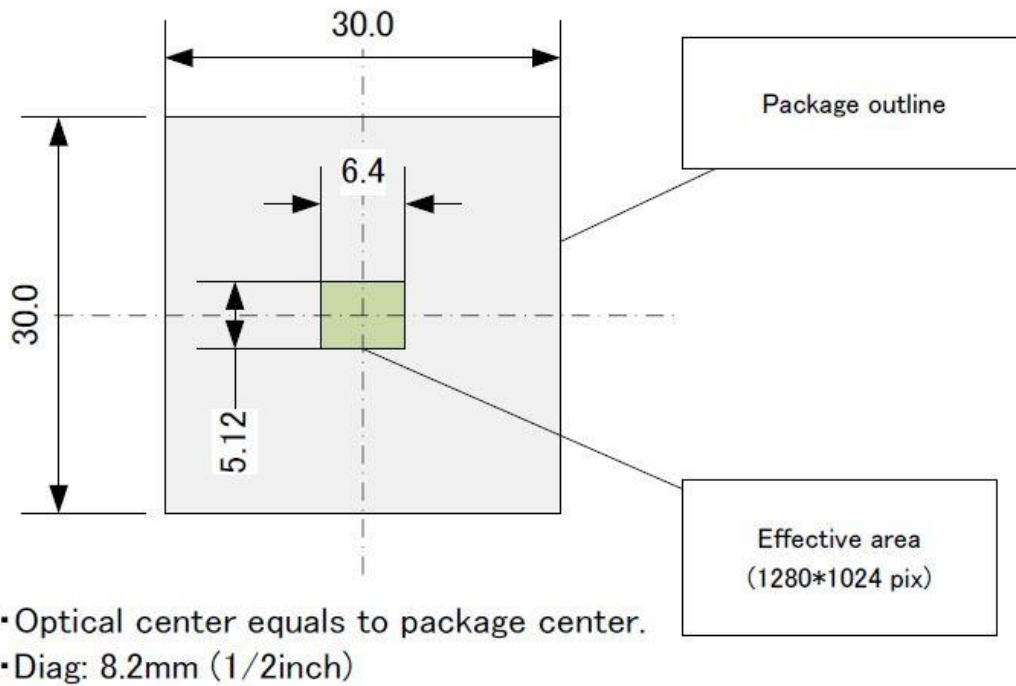 30.0
Package outline
6.4
30.0
5.12
Effective area
(1280*1024 pix)
・Optical center equals to package center.
・Diag: 8.2mm (1/2inch)